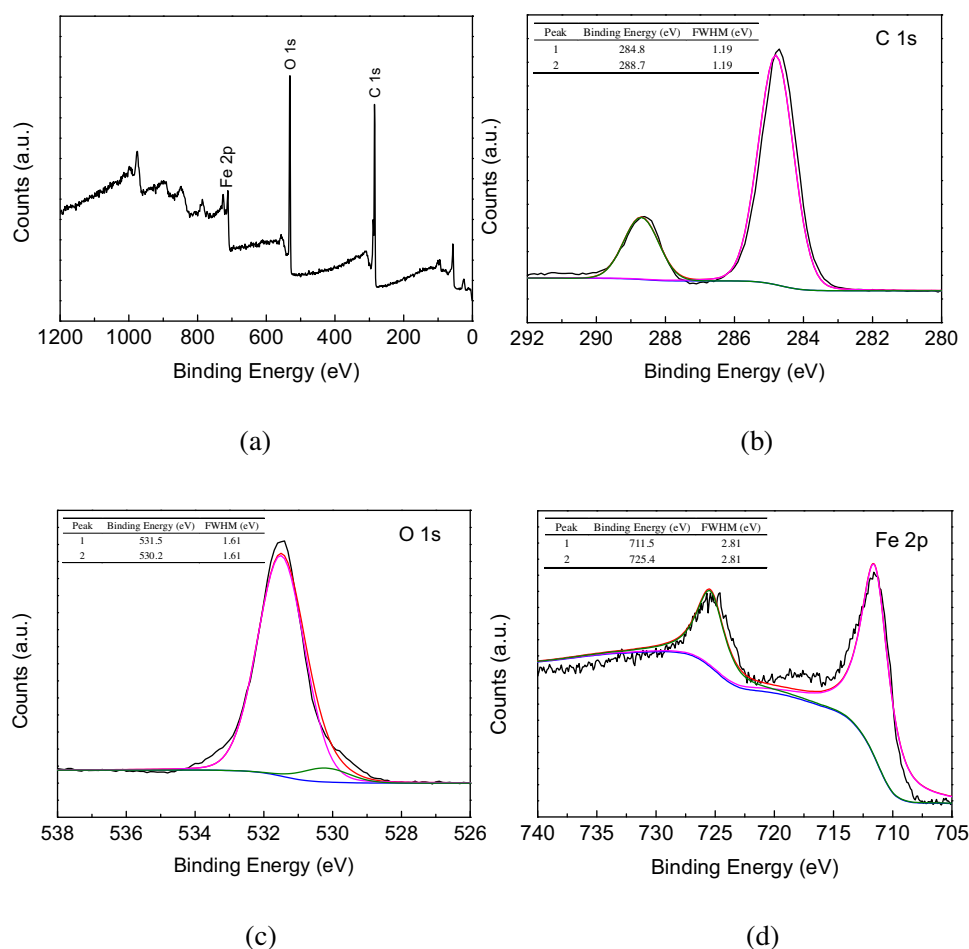 O 1s
C 1s
Fe 2p
Counts (a.u.)
1200 1000 800 600 400 200 0
Binding Energy (eV)
(a)
Peak Binding Energy (eV) FWHM (eV)
1 284.8 1.19
2 288.7 1.19
C 1s
Counts (a.u.)
292 290 288 286 284 282 280
Binding Energy (eV)
(b)
Peak Binding Energy (eV) FWHM (eV)
1 531.5 1.61
2 530.2 1.61
O 1s
Counts (a.u.)
538 536 534 532 530 528 526
Binding Energy (eV)
(c)
Peak Binding Energy (eV) FWHM (eV)
1 711.5 2.81
2 725.4 2.81
Fe 2p
Counts (a.u.)
740 735 730 725 720 715 710 705
Binding Energy (eV)
(d)